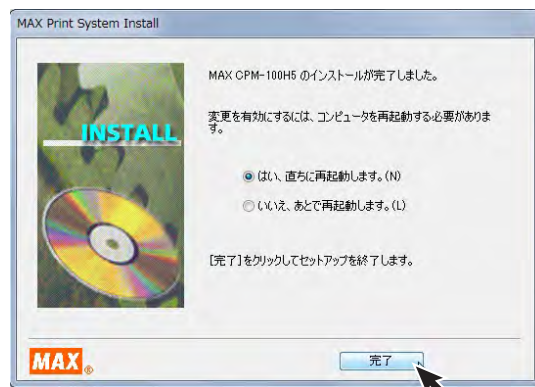 MAX Print System Install
MAX CPM-100H5 のインストールが完了しました。
変更を有効にするには、コンピュータを再起動する必要がありま
す。
INSTALL
はい、直ちに再起動します。(N)
いいえ、あとで再起動します。(L)
[完了]をクリックしてセットアップを終了します。
MAX®
完了